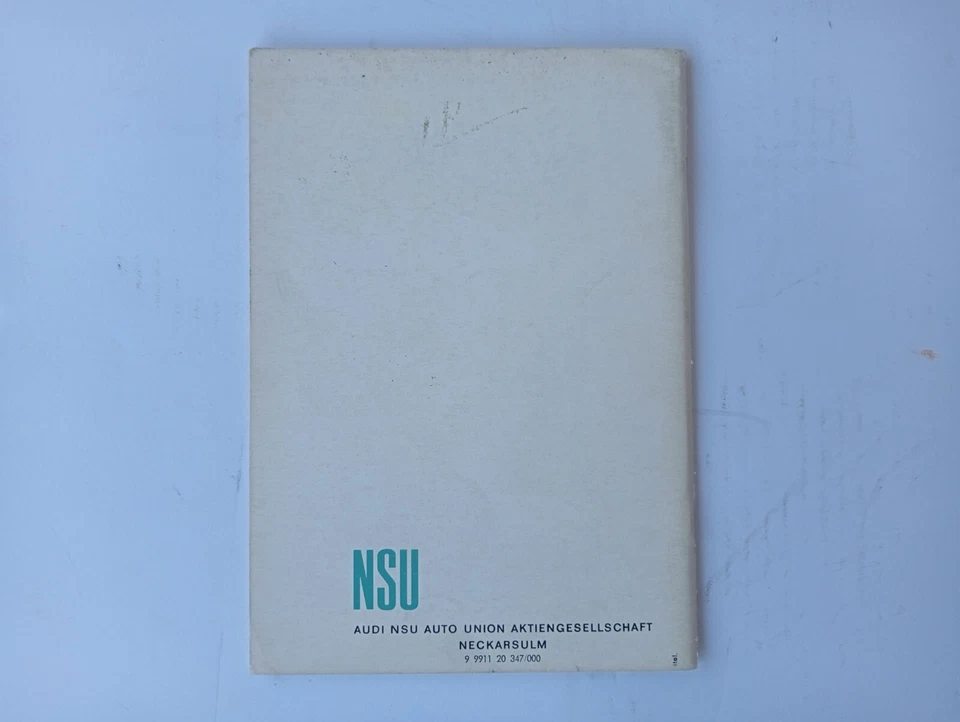 NSU
AUDI NSU AUTO UNION AKTIENGESELLSCHAFT
NECKARSULM
9 9911 20 347/000